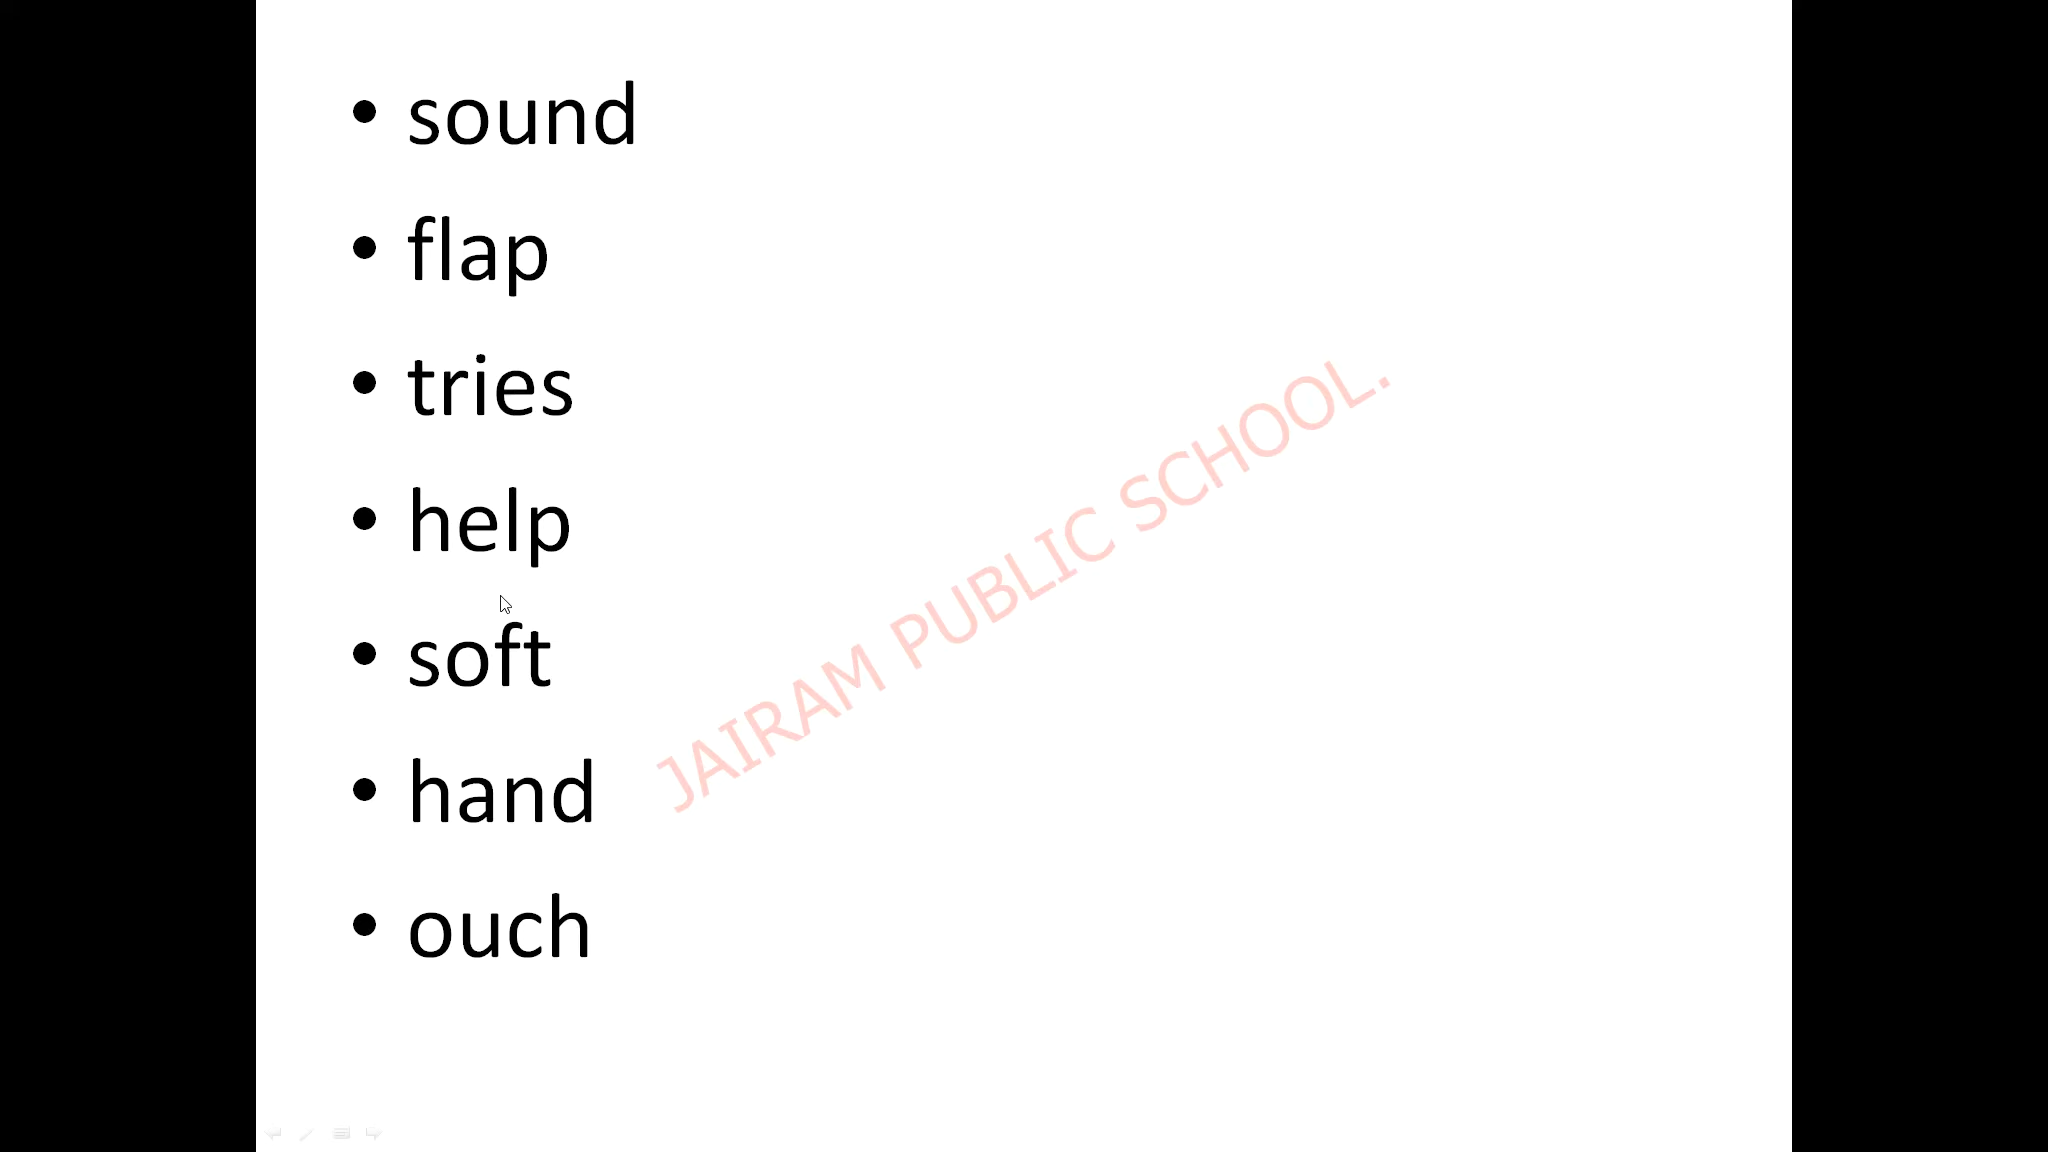 • sound
• flap
• tries
• help
• soft
• hand
• ouch
JAIRAM PUBLIC SCHOOL.